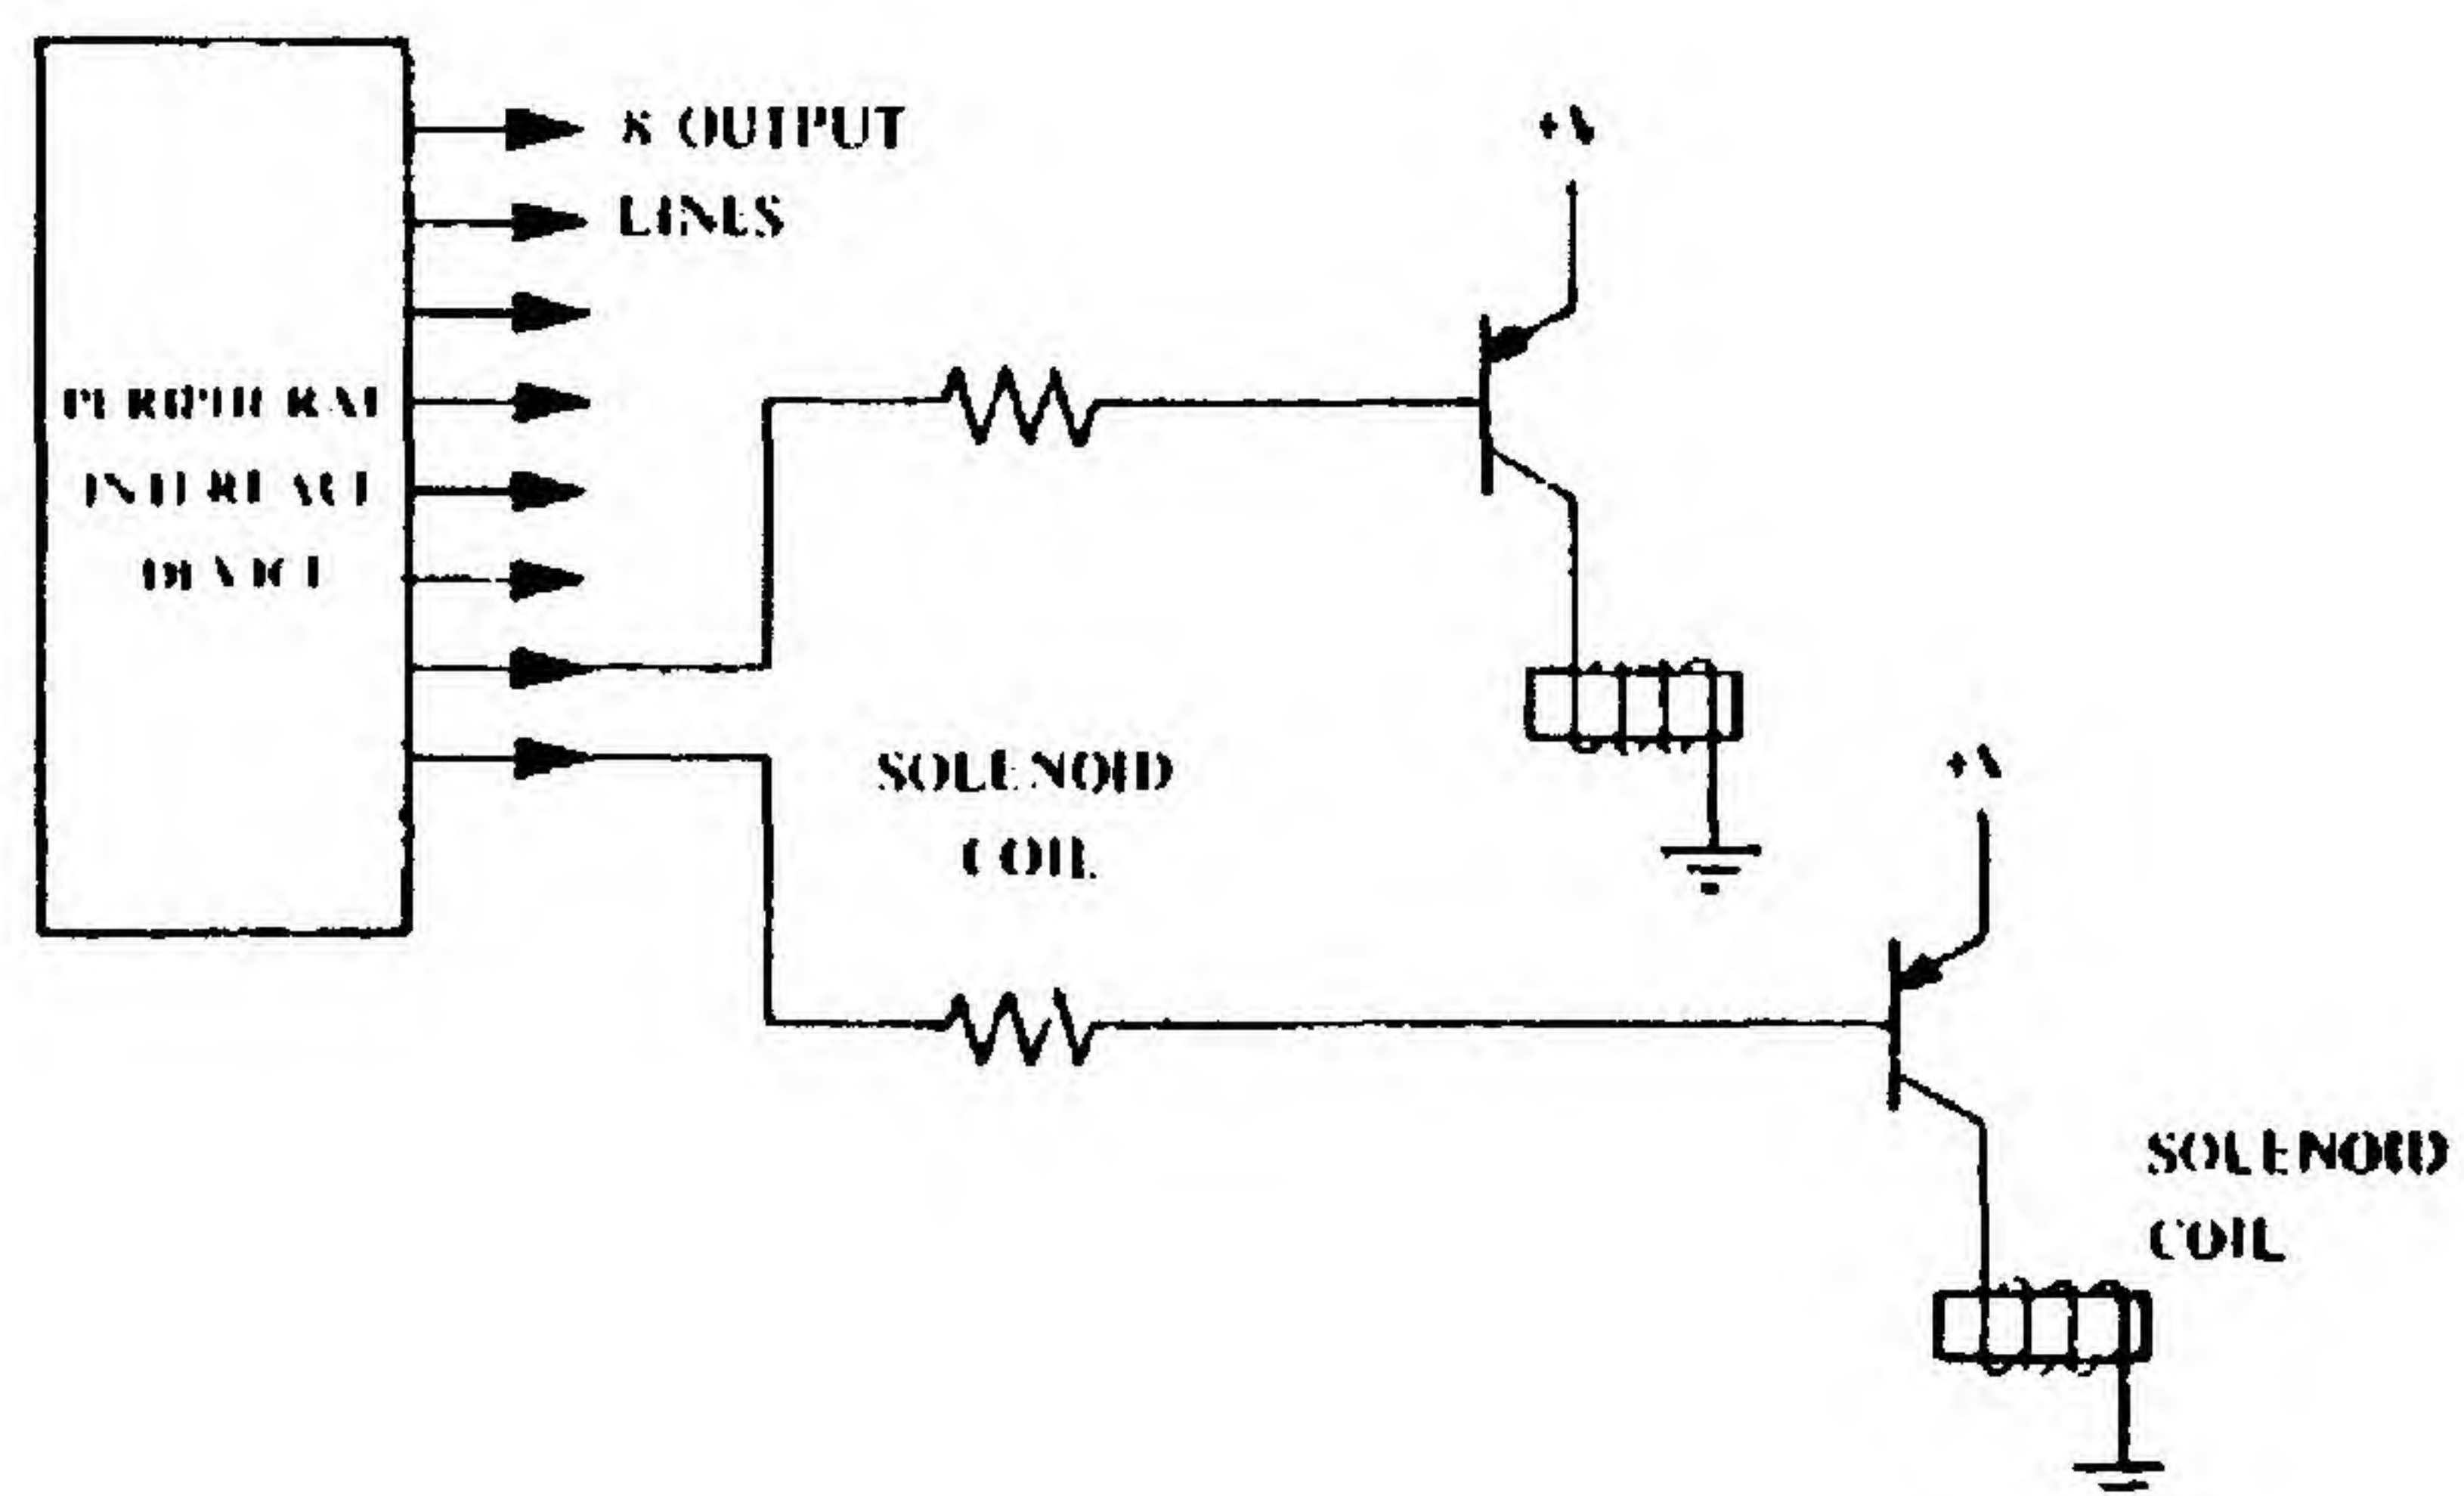 8 OUTPUT
LINES
+V
PERIPHERAL
INTERFACE
DEVICE
SOLENOID
COIL
+V
SOLENOID
COIL